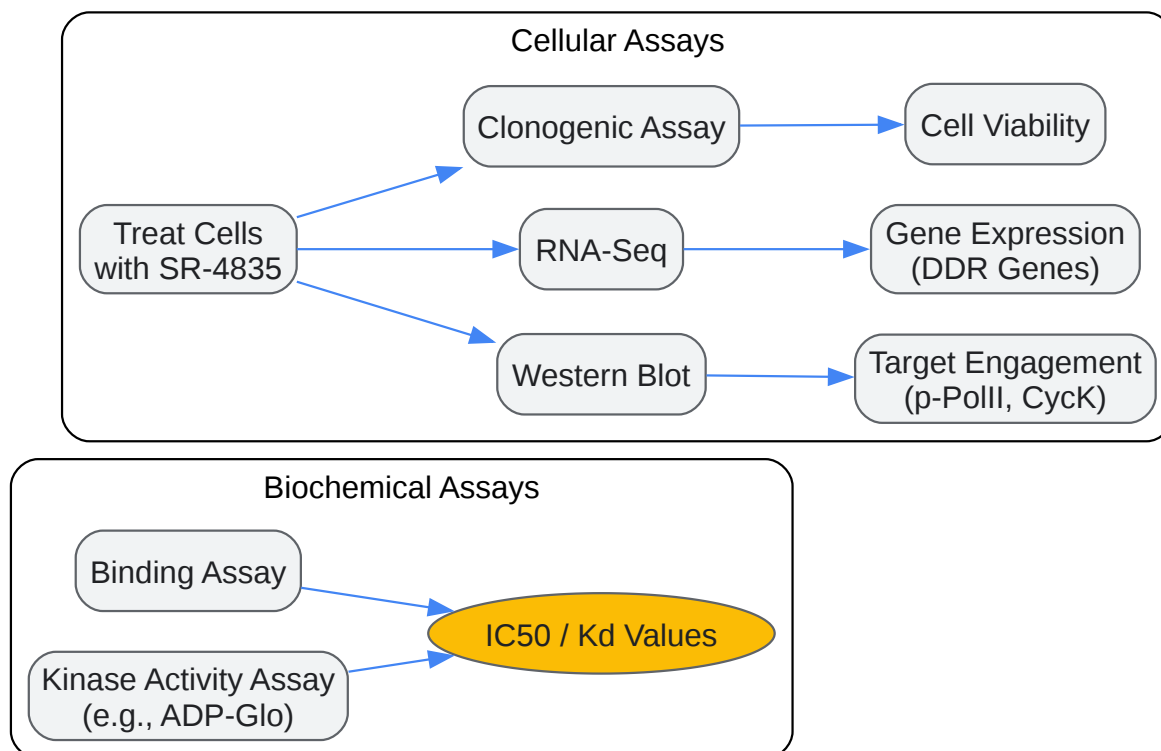 Cellular Assays
Clonogenic Assay
Cell Viability
Treat Cells
with SR-4835
RNA-Seq
Gene Expression
(DDR Genes)
Western Blot
Target Engagement
(p-PolII, CycK)
Biochemical Assays
Binding Assay
IC50 / Kd Values
Kinase Activity Assay
(e.g., ADP-Glo)